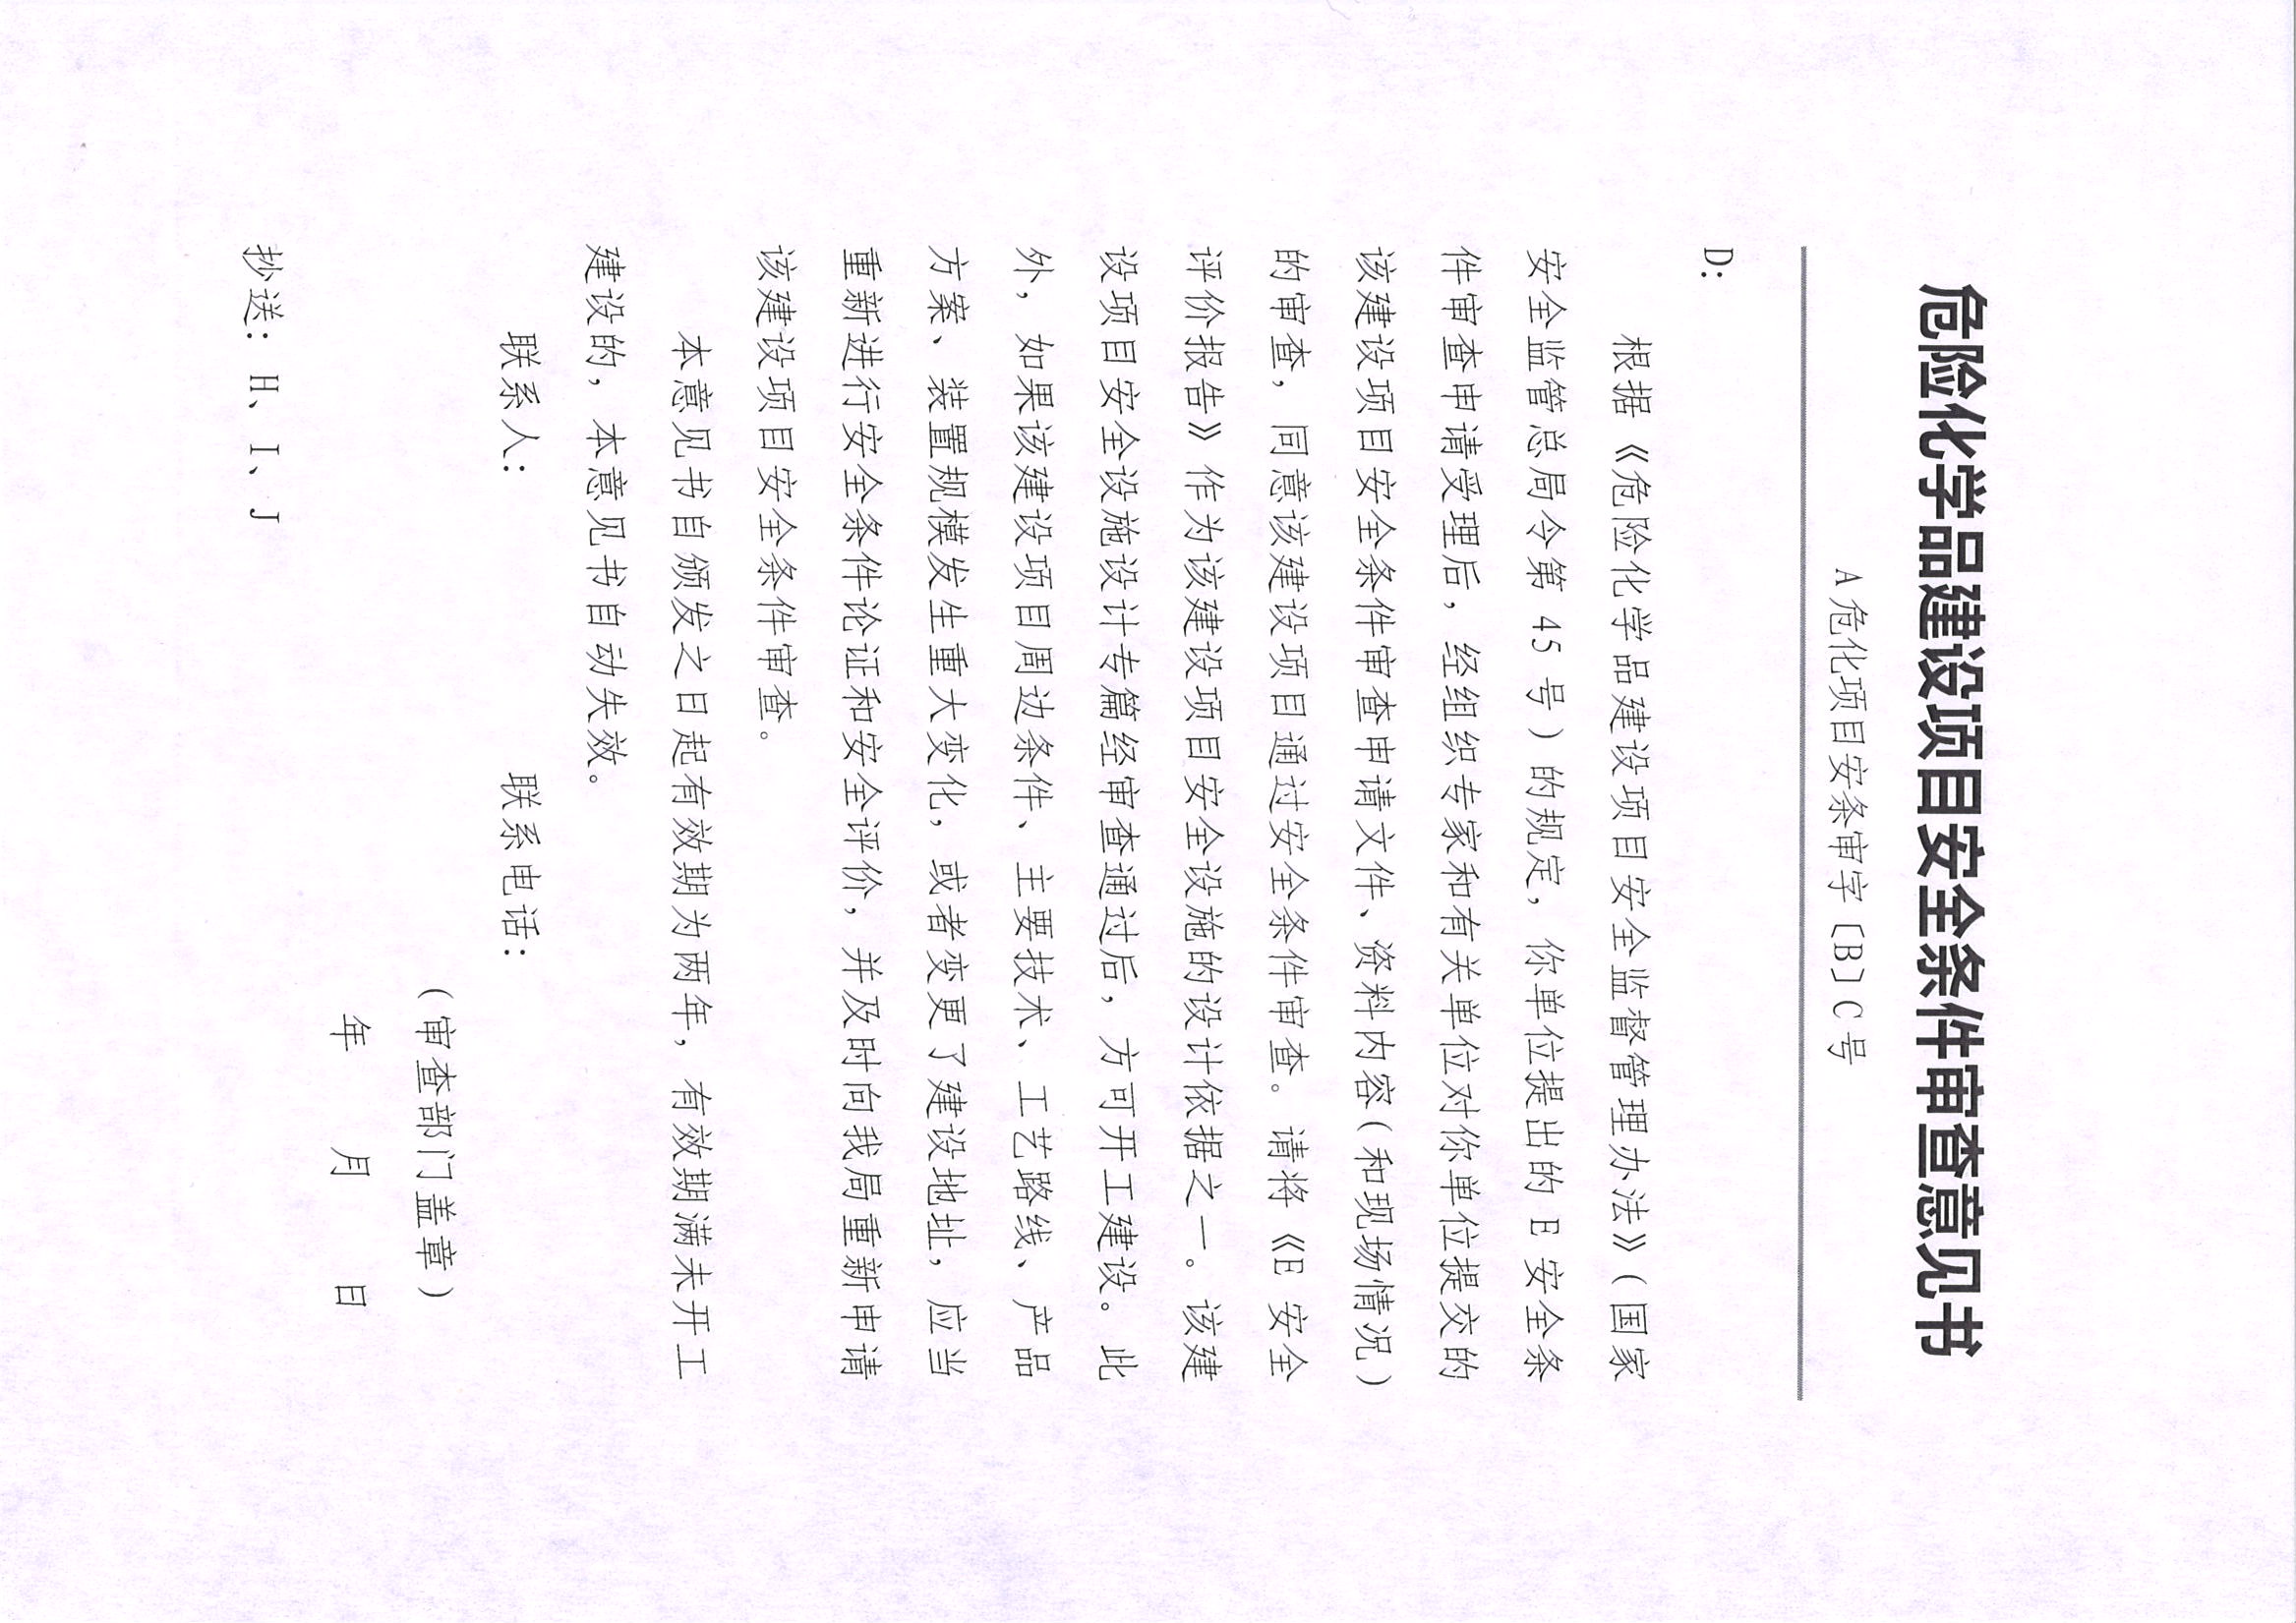 危险化学品建设项目安全条件审查意见书
A 危化项目安条审字〔B〕C 号
D:
根据《危险化学品建设项目安全监督管理办法》（国家
安全监管总局令第 45 号）的规定，你单位提出的 E 安全条
件审查申请受理后，经组织专家和有关单位对你单位提交的
该建设项目安全条件审查申请文件、资料内容（和现场情况）
的审查，同意该建设项目通过安全条件审查。请将《E 安全
评价报告》作为该建设项目安全设施的设计依据之一。该建
设项目安全设施设计专篇经审查通过后，方可开工建设。此
外，如果该建设项目周边条件、主要技术、工艺路线、产品
方案、装置规模发生重大变化，或者变更了建设地址，应当
重新进行安全条件论证和安全评价，并及时向我局重新申请
该建设项目安全条件审查。
本意见书自颁发之日起有效期为两年，有效期满未开工
建设的，本意见书自动失效。
联系人： 联系电话：
（审查部门盖章）
年 月 日
抄送：H、I、J